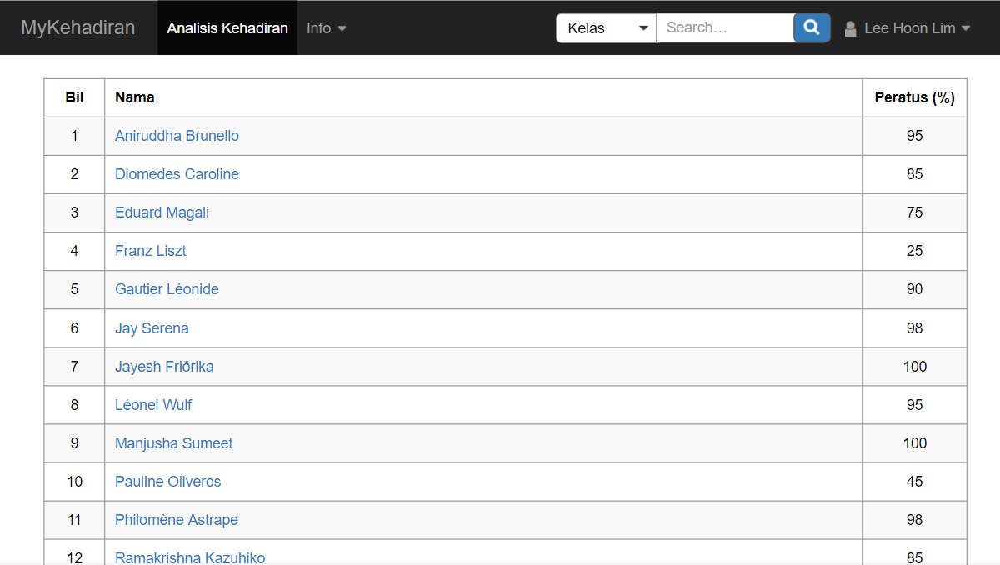 MyKehadiran Analisis Kehadiran Info Kelas Search... Lee Hoon Lim
Bil Nama Peratus (%)
1 Aniruddha Brunello 95
2 Diomedes Caroline 85
3 Eduard Magali 75
4 Franz Liszt 25
5 Gautier Léonide 90
6 Jay Serena 98
7 Jayesh Friðrika 100
8 Léonel Wulf 95
9 Manjusha Sumeet 100
10 Pauline Oliveros 45
11 Philomène Astrape 98
12 Ramakrishna Kazuhiko 85